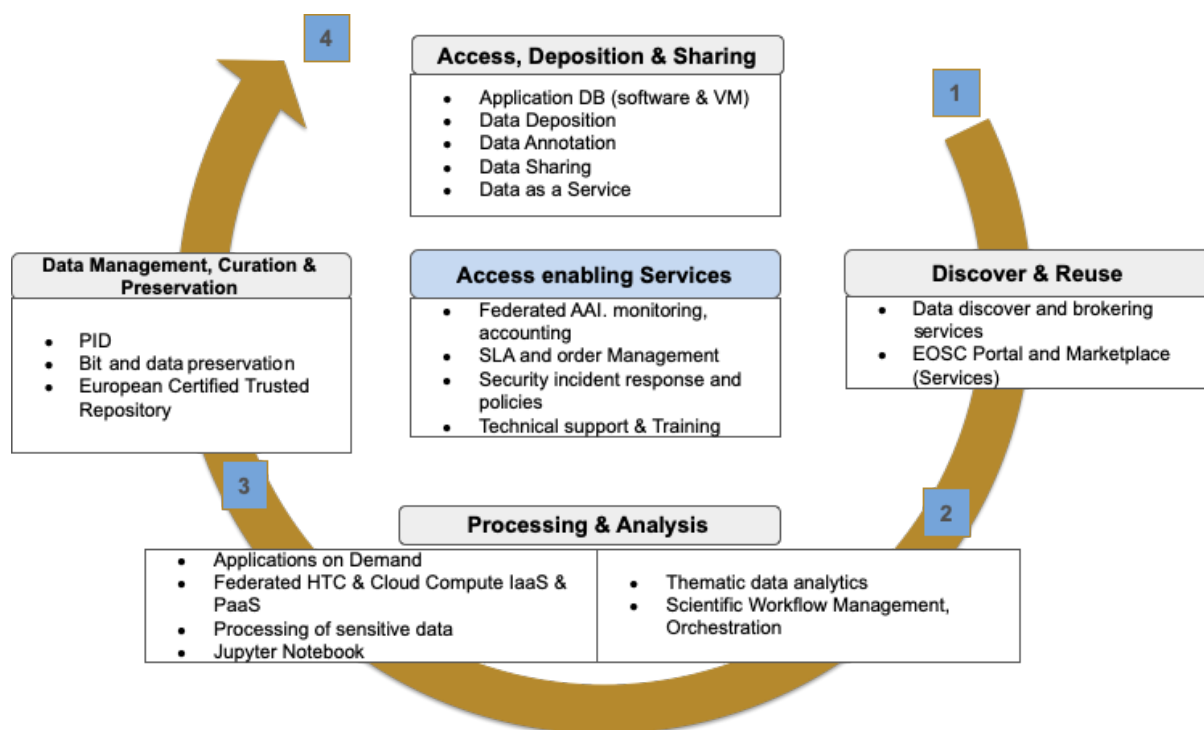 4
Access, Deposition & Sharing
• Application DB (software & VM)
• Data Deposition
• Data Annotation
• Data Sharing
• Data as a Service
1
Data Management, Curation &
Preservation
• PID
• Bit and data preservation
• European Certified Trusted
Repository
Access enabling Services
• Federated AAI. monitoring,
accounting
• SLA and order Management
• Security incident response and
policies
• Technical support & Training
Discover & Reuse
• Data discover and brokering
services
• EOSC Portal and Marketplace
(Services)
3
2
Processing & Analysis
• Applications on Demand
• Federated HTC & Cloud Compute IaaS &
PaaS
• Processing of sensitive data
• Jupyter Notebook
• Thematic data analytics
• Scientific Workflow Management,
Orchestration